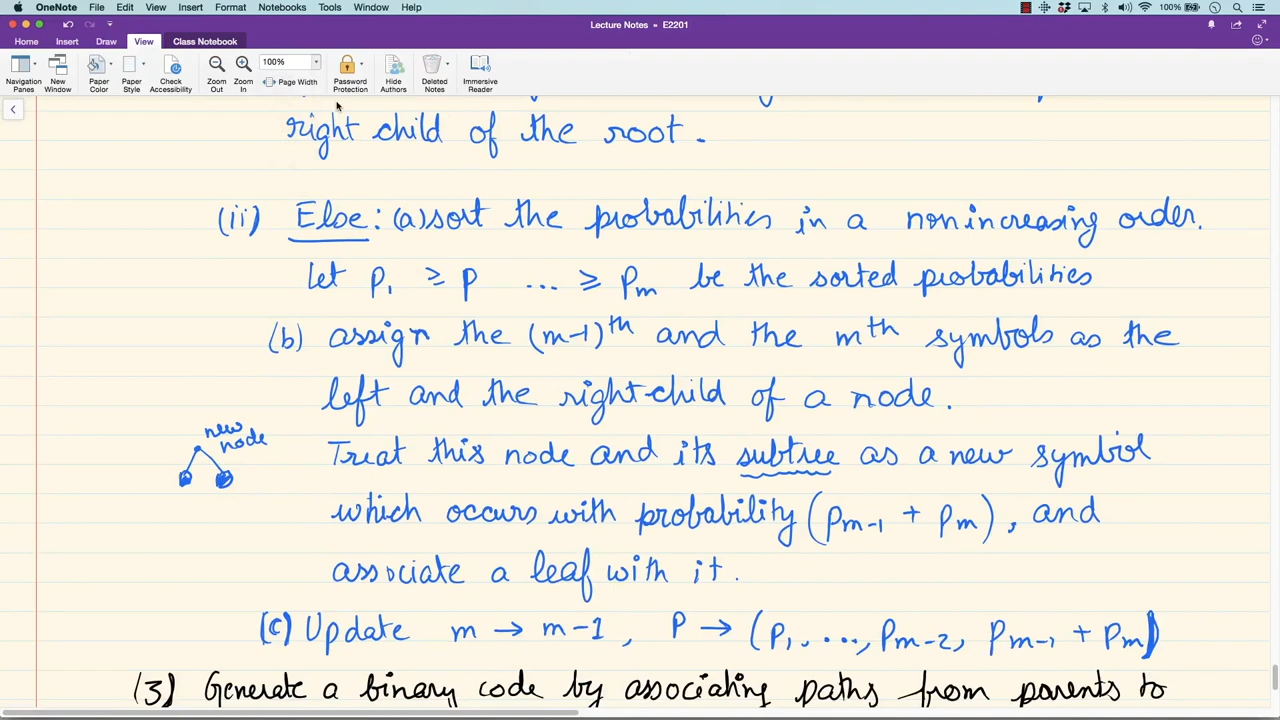 OneNote File Edit View Insert Format Notebooks Tools Window Help 100%
Lecture Notes » E2201
Home Insert Draw View Class Notebook
Navigation Panes New Window Paper Color Paper Style Check Accessibility Zoom Out Zoom In 100% Page Width Password Protection Hide Authors Deleted Notes Immersive Reader
right child of the root.
(ii) Else: (a) sort the probabilities in a nonincreasing order.
let p₁ ≥ p ... ≥ pₘ be the sorted probabilities
(b) assign the (m-1)ᵗʰ and the mᵗʰ symbols as the
left and the right-child of a node.
new
node
Treat this node and its subtree as a new symbol
which occurs with probability (pₘ₋₁ + pₘ), and
associate a leaf with it.
(c) Update m → m-1, P → (p₁, ..., pₘ₋₂, pₘ₋₁ + pₘ)
(3) Generate a binary code by associating paths from parents to